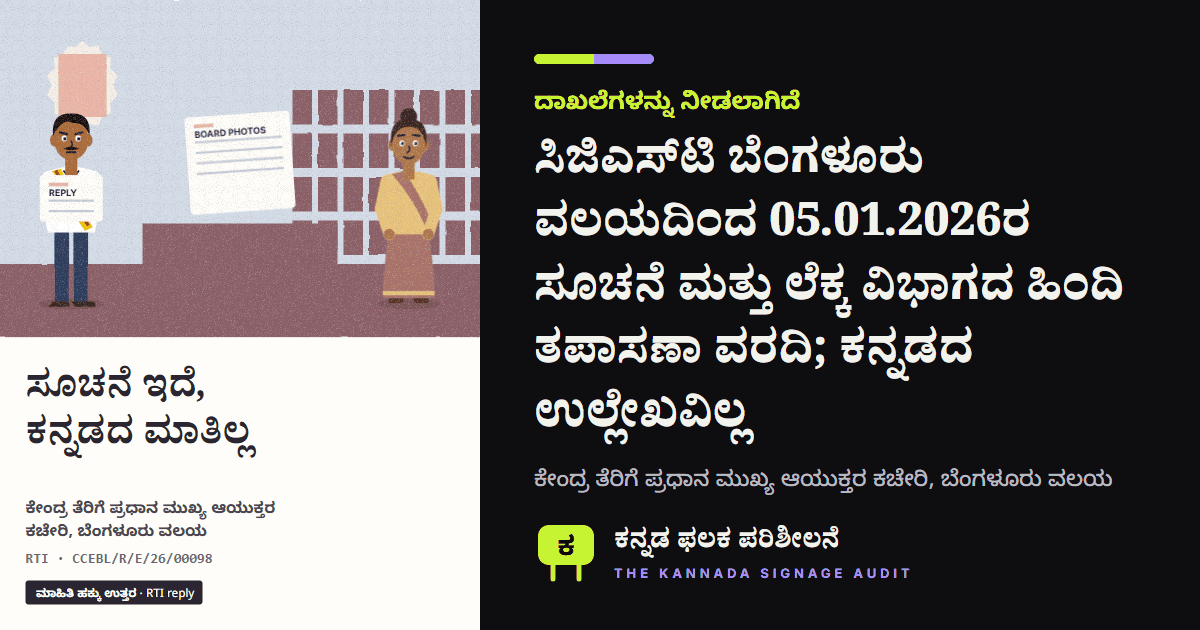 REPLY
BOARD PHOTOS
ಸೂಚನೆ ಇದೆ,
ಕನ್ನಡದ ಮಾತಿಲ್ಲ
ಕೇಂದ್ರ ತೆರಿಗೆ ಪ್ರಧಾನ ಮುಖ್ಯ ಆಯುಕ್ತರ
ಕಚೇರಿ, ಬೆಂಗಳೂರು ವಲಯ
RTI · CCEBL/R/E/26/00098
ಮಾಹಿತಿ ಹಕ್ಕು ಉತ್ತರ · RTI reply
ದಾಖಲೆಗಳನ್ನು ನೀಡಲಾಗಿದೆ
ಸಿಜಿಎಸ್‌ಟಿ ಬೆಂಗಳೂರು
ವಲಯದಿಂದ 05.01.2026ರ
ಸೂಚನೆ ಮತ್ತು ಲೆಕ್ಕ ವಿಭಾಗದ ಹಿಂದಿ
ತಪಾಸಣಾ ವರದಿ; ಕನ್ನಡದ
ಉಲ್ಲೇಖವಿಲ್ಲ
ಕೇಂದ್ರ ತೆರಿಗೆ ಪ್ರಧಾನ ಮುಖ್ಯ ಆಯುಕ್ತರ ಕಚೇರಿ, ಬೆಂಗಳೂರು ವಲಯ
ಕ
ಕನ್ನಡ ಫಲಕ ಪರಿಶೀಲನೆ
THE KANNADA SIGNAGE AUDIT